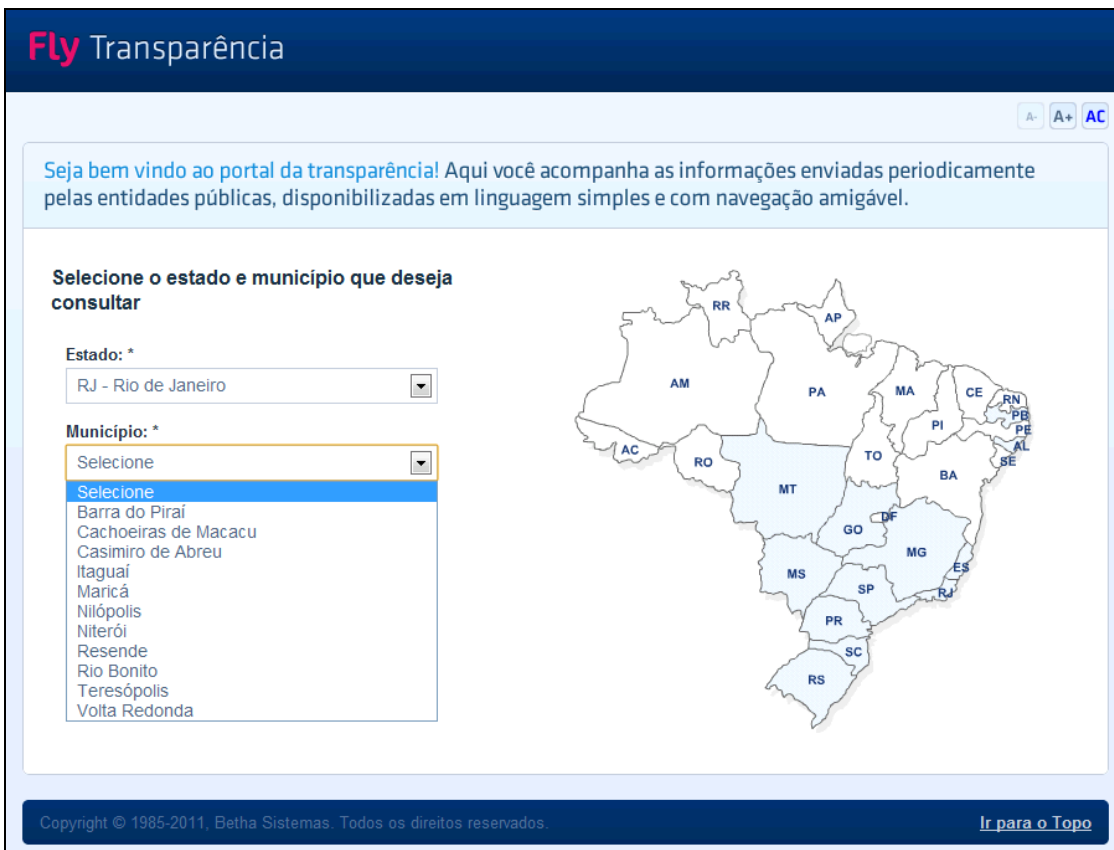 Fly Transparência
A- A+ AC
Seja bem vindo ao portal da transparência! Aqui você acompanha as informações enviadas periodicamente
pelas entidades públicas, disponibilizadas em linguagem simples e com navegação amigável.
Selecione o estado e município que deseja
consultar
Estado: *
RJ - Rio de Janeiro
Município: *
Selecione
Selecione
Barra do Piraí
Cachoeiras de Macacu
Casimiro de Abreu
Itaguaí
Maricá
Nilópolis
Niterói
Resende
Rio Bonito
Teresópolis
Volta Redonda
RR
AP
AM
PA
MA
CE
RN
PB
PI
PE
AL
AC
RO
TO
SE
BA
MT
DF
GO
MG
ES
MS
SP
RJ
PR
SC
RS
Copyright © 1985-2011, Betha Sistemas. Todos os direitos reservados.
Ir para o Topo